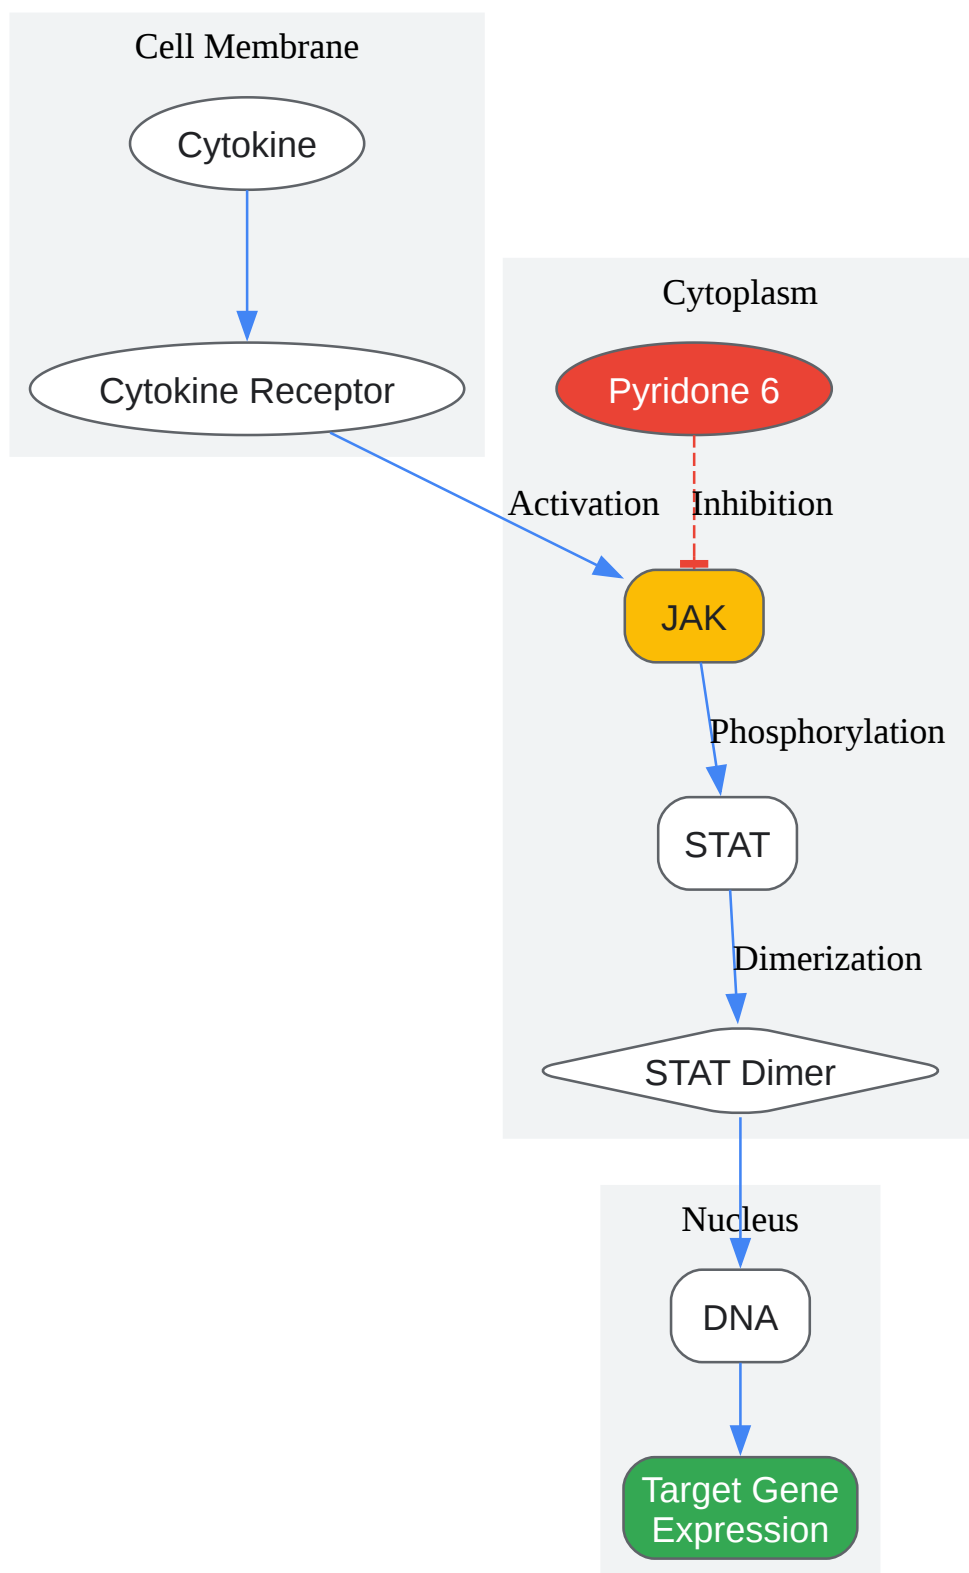 Cell Membrane
Cytokine
Cytokine Receptor
Cytoplasm
Pyridone 6
Activation
Inhibition
JAK
Phosphorylation
STAT
Dimerization
STAT Dimer
Nucleus
DNA
Target Gene
Expression